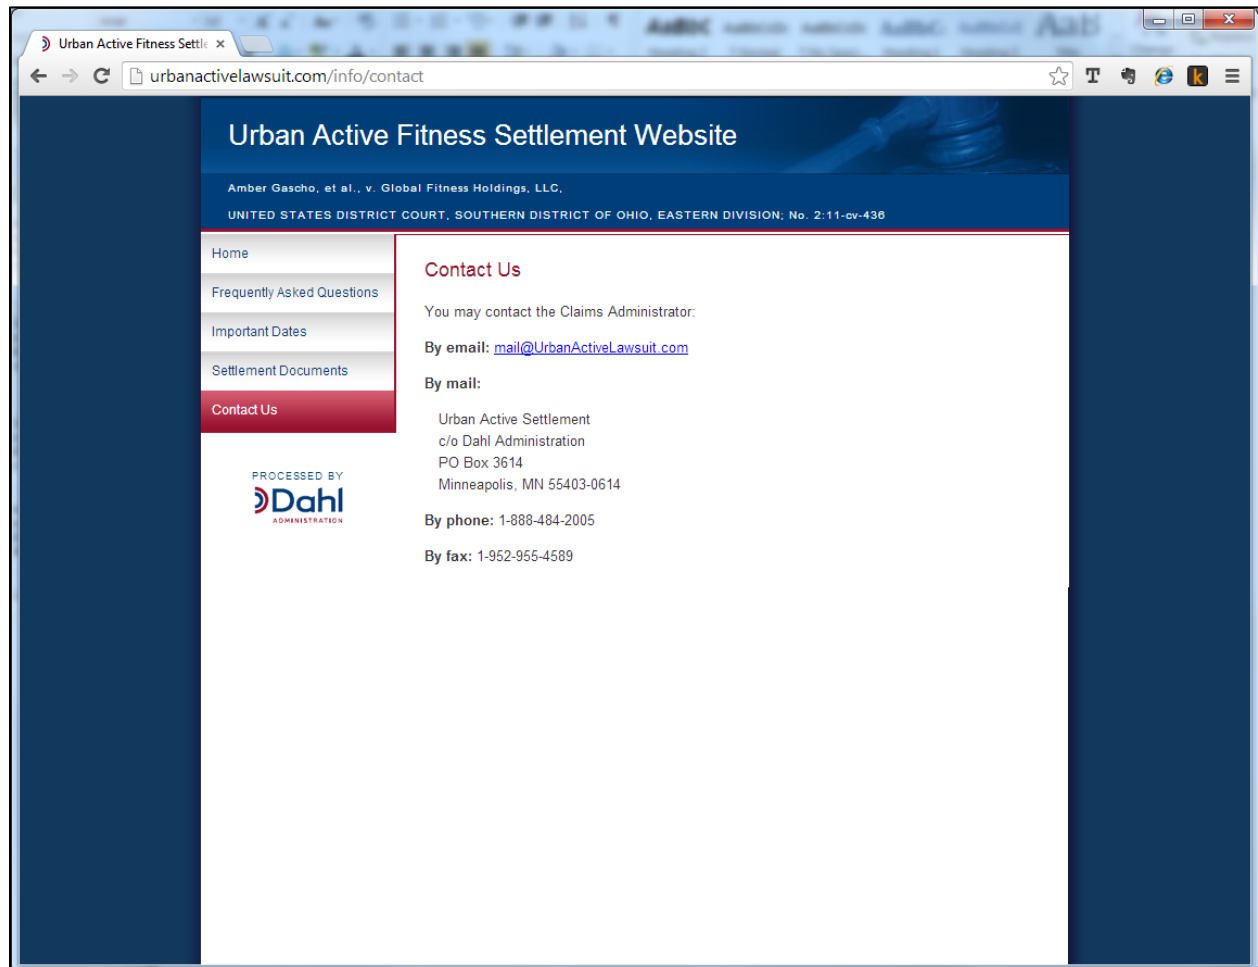 Urban Active Fitness Settle
urbanactivelawsuit.com/info/contact
Urban Active Fitness Settlement Website
Amber Gascho, et al., v. Global Fitness Holdings, LLC,
UNITED STATES DISTRICT COURT, SOUTHERN DISTRICT OF OHIO, EASTERN DIVISION; No. 2:11-cv-436
Home
Frequently Asked Questions
Important Dates
Settlement Documents
Contact Us
PROCESSED BY
Dahl
ADMINISTRATION
Contact Us
You may contact the Claims Administrator:
By email: mail@UrbanActiveLawsuit.com
By mail:
Urban Active Settlement
c/o Dahl Administration
PO Box 3614
Minneapolis, MN 55403-0614
By phone: 1-888-484-2005
By fax: 1-952-955-4589